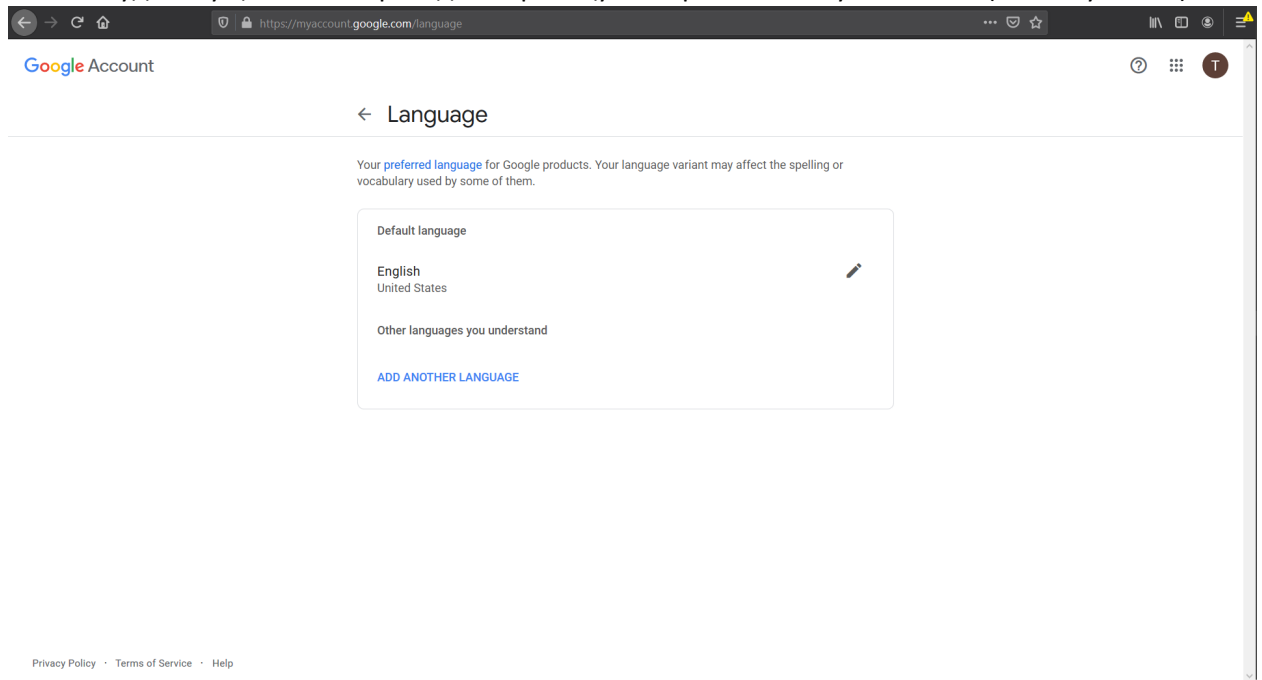 https://myaccount.google.com/language
Google Account
T
Language
Your preferred language for Google products. Your language variant may affect the spelling or
vocabulary used by some of them.
Default language
English
United States
Other languages you understand
ADD ANOTHER LANGUAGE
Privacy Policy · Terms of Service · Help